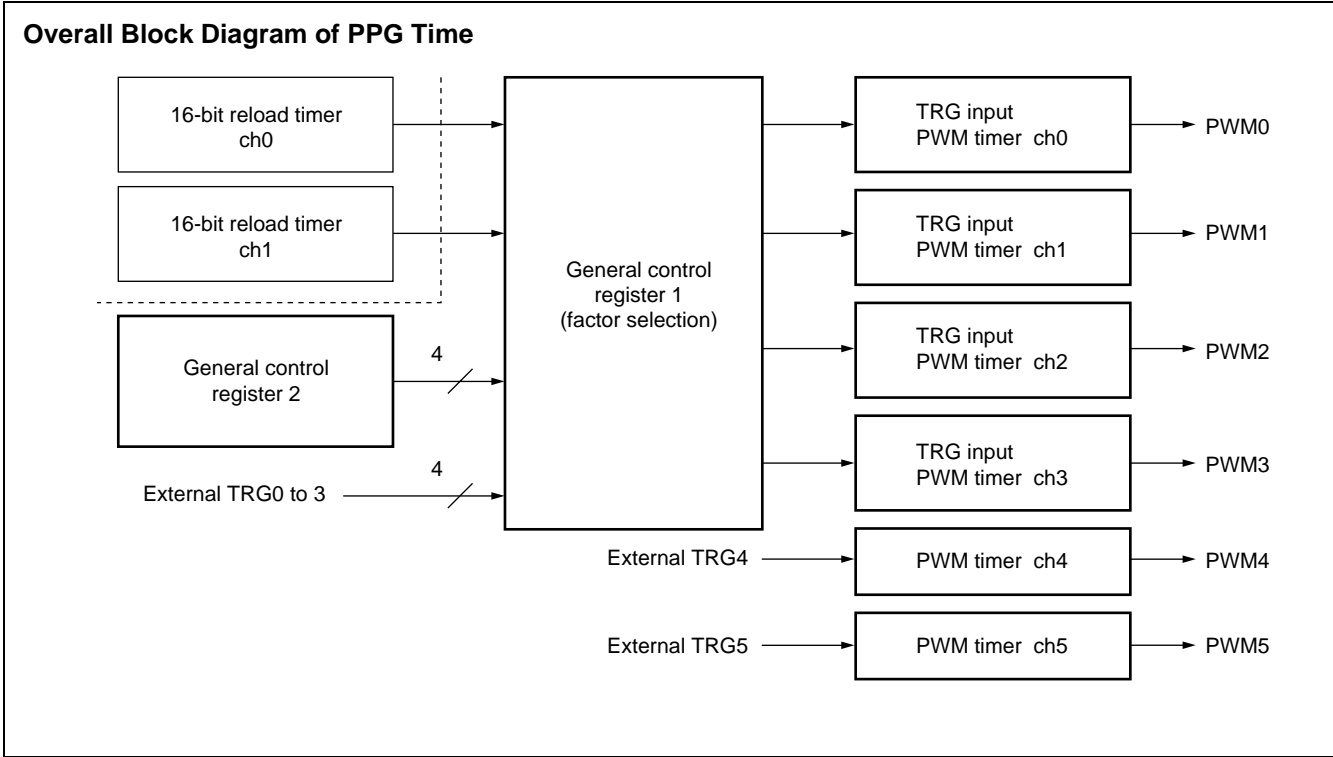 Overall Block Diagram of PPG Time
16-bit reload timer
ch0
16-bit reload timer
ch1
General control
register 2
4
External TRG0 to 3
4
General control
register 1
(factor selection)
TRG input
PWM timer ch0
PWM0
TRG input
PWM timer ch1
PWM1
TRG input
PWM timer ch2
PWM2
TRG input
PWM timer ch3
PWM3
External TRG4
PWM timer ch4
PWM4
External TRG5
PWM timer ch5
PWM5